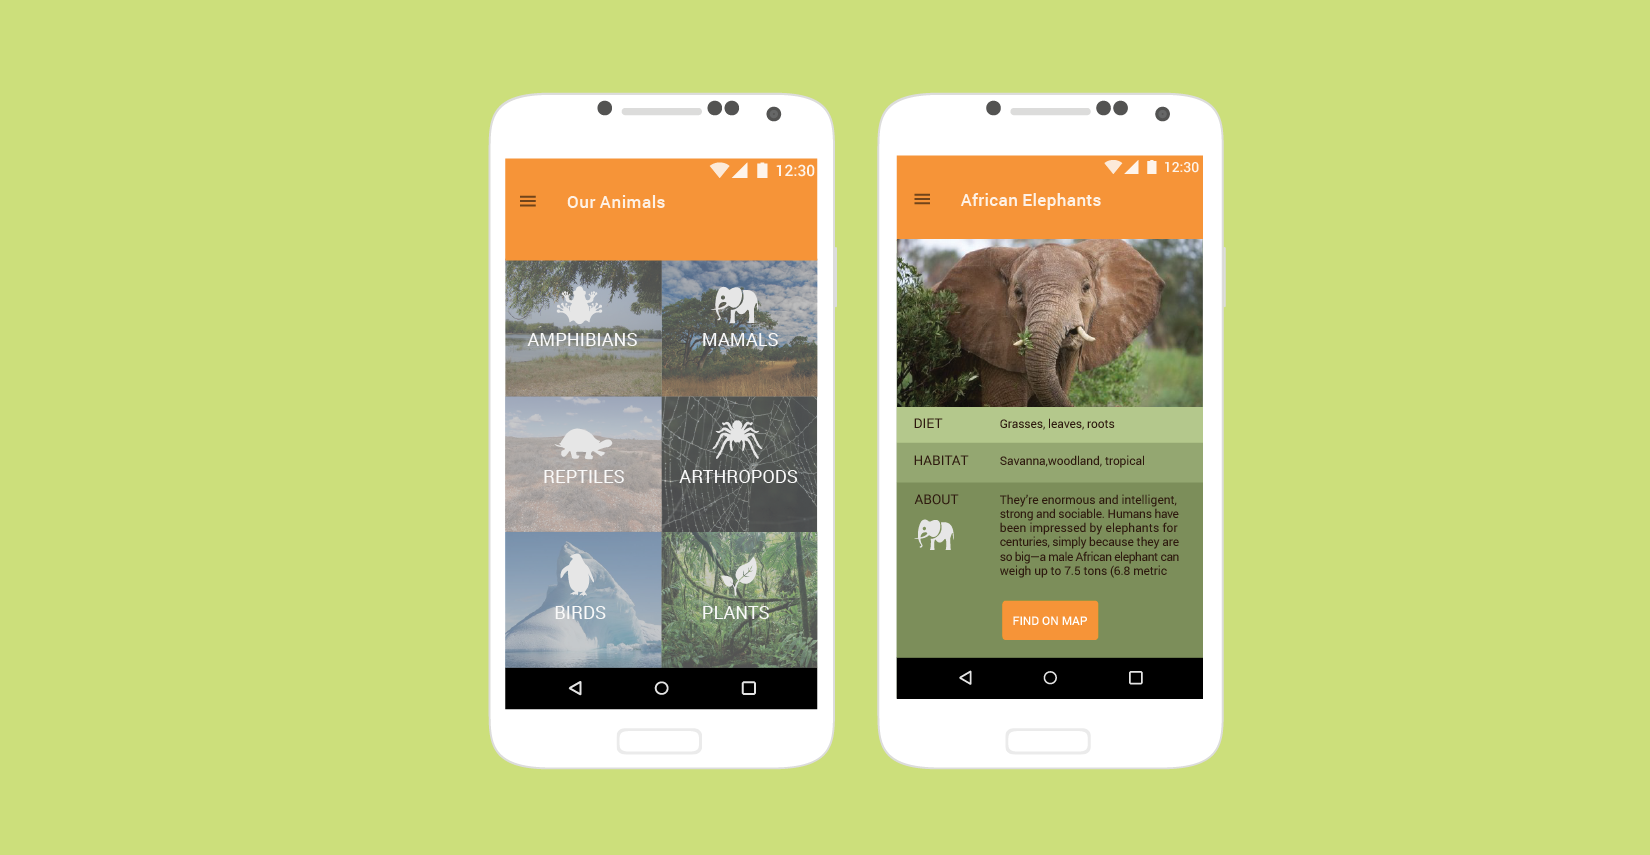 12:30
Our Animals
AMPHIBIANS
MAMALS
REPTILES
ARTHROPODS
BIRDS
PLANTS
12:30
African Elephants
DIET
Grasses, leaves, roots
HABITAT
Savanna,woodland, tropical
ABOUT
They're enormous and intelligent,
strong and sociable. Humans have
been impressed by elephants for
centuries, simply because they are
so big—a male African elephant can
weigh up to 7.5 tons (6.8 metric
FIND ON MAP